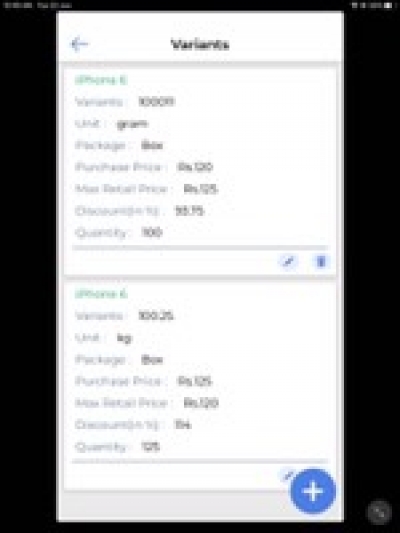 Variants
iPhone 6
Variants :
Unit : gram
Package : Box
Purchase Price : Rs.120
Max Retail Price : Rs.125
Discount(in %) : 93.75
Quantity : 100
iPhone 6
Variants : 100.25
Unit : kg
Package : Box
Purchase Price : Rs.125
Max Retail Price : Rs.120
Discount(in %) : 114
Quantity : 125